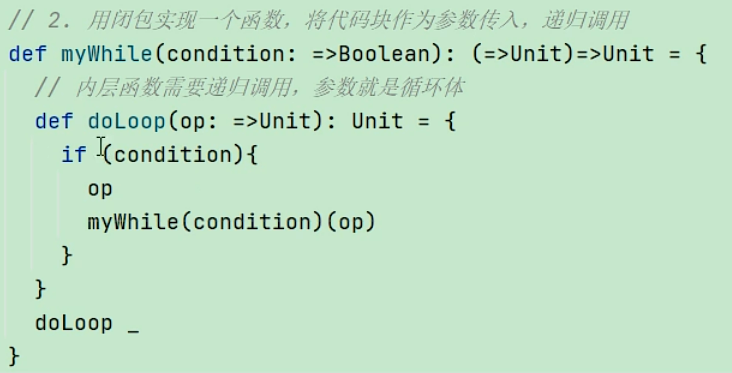 // 2. 用闭包实现一个函数，将代码块作为参数传入，递归调用
def myWhile(condition: =>Boolean): (=>Unit)=>Unit = {
// 内层函数需要递归调用，参数就是循环体
def doLoop(op: =>Unit): Unit = {
if (condition){
op
myWhile(condition)(op)
}
}
doLoop _
}